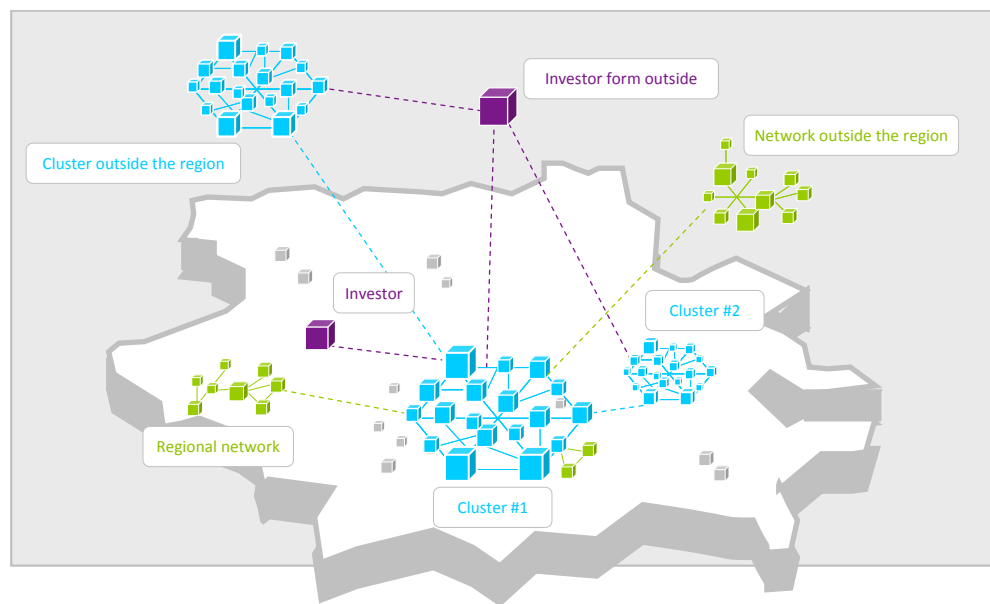 Investor form outside
Network outside the region
Cluster outside the region
Investor
Cluster #2
Regional network
Cluster #1